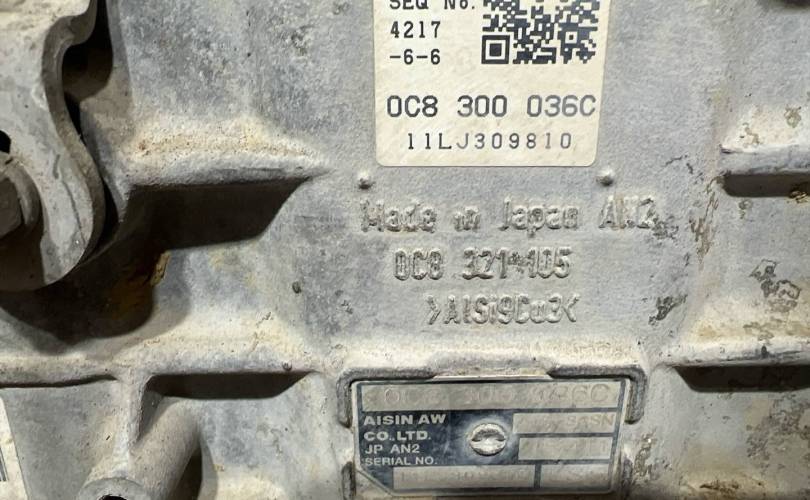 SEQ No.
4217
-6-6
0C8 300 036C
11LJ309810
Made in Japan AN2
0C8 321 105
>AlSi9Cu3<
AISIN AW
CO.,LTD.
JP AN2
SERIAL NO.